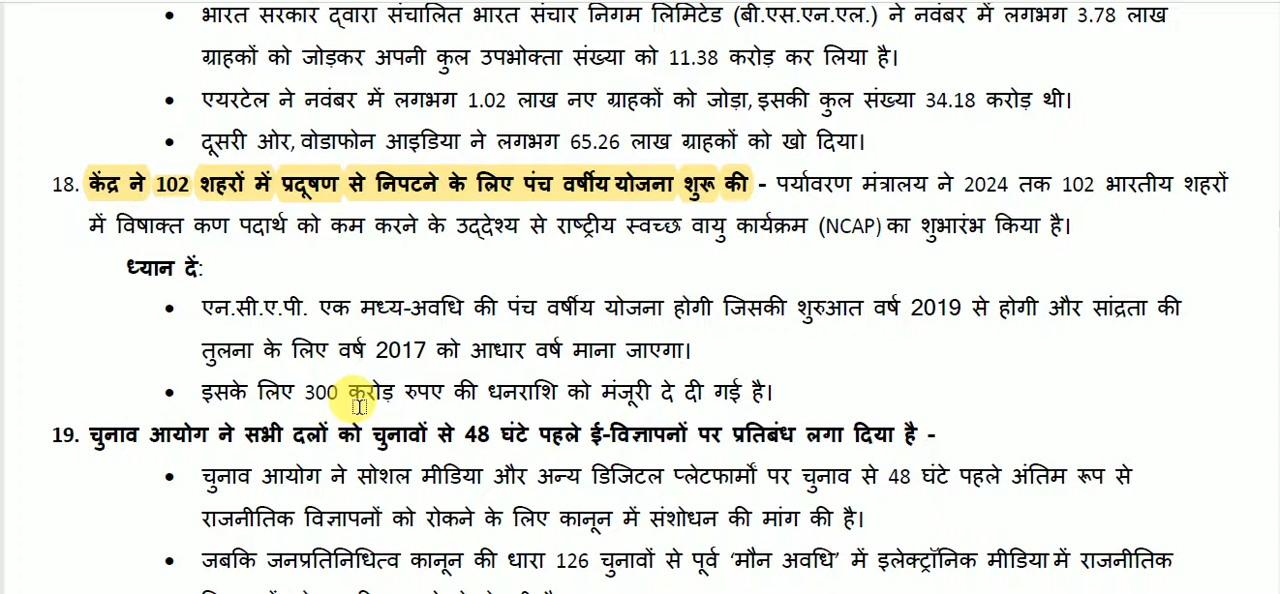 भारत सरकार द्वारा संचालित भारत संचार निगम लिमिटेड (बी.एस.एन.एल.) ने नवंबर में लगभग 3.78 लाख
ग्राहकों को जोड़कर अपनी कुल उपभोक्ता संख्या को 11.38 करोड़ कर लिया है।
• एयरटेल ने नवंबर में लगभग 1.02 लाख नए ग्राहकों को जोड़ा, इसकी कुल संख्या 34.18 करोड़ थी।
• दूसरी ओर, वोडाफोन आइडिया ने लगभग 65.26 लाख ग्राहकों को खो दिया।
18. केंद्र ने 102 शहरों में प्रदूषण से निपटने के लिए पंच वर्षीय योजना शुरू की - पर्यावरण मंत्रालय ने 2024 तक 102 भारतीय शहरों
में विषाक्त कण पदार्थ को कम करने के उद्देश्य से राष्ट्रीय स्वच्छ वायु कार्यक्रम (NCAP) का शुभारंभ किया है।
ध्यान दें:
• एन.सी.ए.पी. एक मध्य-अवधि की पंच वर्षीय योजना होगी जिसकी शुरुआत वर्ष 2019 से होगी और सांद्रता की
तुलना के लिए वर्ष 2017 को आधार वर्ष माना जाएगा।
• इसके लिए 300 करोड़ रुपए की धनराशि को मंजूरी दे दी गई है।
19. चुनाव आयोग ने सभी दलों को चुनावों से 48 घंटे पहले ई-विज्ञापनों पर प्रतिबंध लगा दिया है -
• चुनाव आयोग ने सोशल मीडिया और अन्य डिजिटल प्लेटफार्मों पर चुनाव से 48 घंटे पहले अंतिम रूप से
राजनीतिक विज्ञापनों को रोकने के लिए कानून में संशोधन की मांग की है।
• जबकि जनप्रतिनिधित्व कानून की धारा 126 चुनावों से पूर्व ‘मौन अवधि’ में इलेक्ट्रॉनिक मीडिया में राजनीतिक